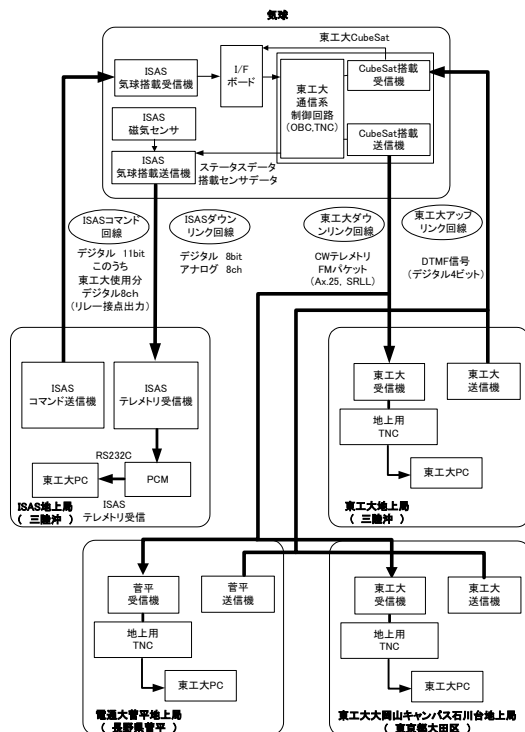 気球
東工大CubeSat
ISAS
気球搭載受信機
I/F
ボード
東工大
通信系
制御回路
(OBC,TNC)
CubeSat搭載
受信機
ISAS
磁気センサ
CubeSat搭載
送信機
ISAS
気球搭載送信機
ステータスデータ
搭載センサデータ
ISASコマンド
回線
ISASダウン
リンク回線
東工大ダウ
ンリンク回線
東工大アップ
リンク回線
デジタル 11bit
このうち
東工大使用分
デジタル8ch
(リレー接点出力)
デジタル 8bit
アナログ 8ch
CWテレメトリ
FMパケット
(Ax.25, SRLL)
DTMF信号
(デジタル4ビット)
ISAS
コマンド送信機
ISAS
テレメトリ受信機
RS232C
東工大PC
PCM
ISAS
テレメトリ受信
ISAS地上局
( 三陸沖 )
東工大
受信機
東工大
送信機
地上用
TNC
東工大PC
東工大地上局
( 三陸沖 )
菅平
受信機
菅平
送信機
地上用
TNC
東工大PC
電通大菅平地上局
( 長野県菅平 )
東工大
受信機
東工大
送信機
地上用
TNC
東工大PC
東工大大岡山キャンパス石川台地上局
( 東京都大田区 )